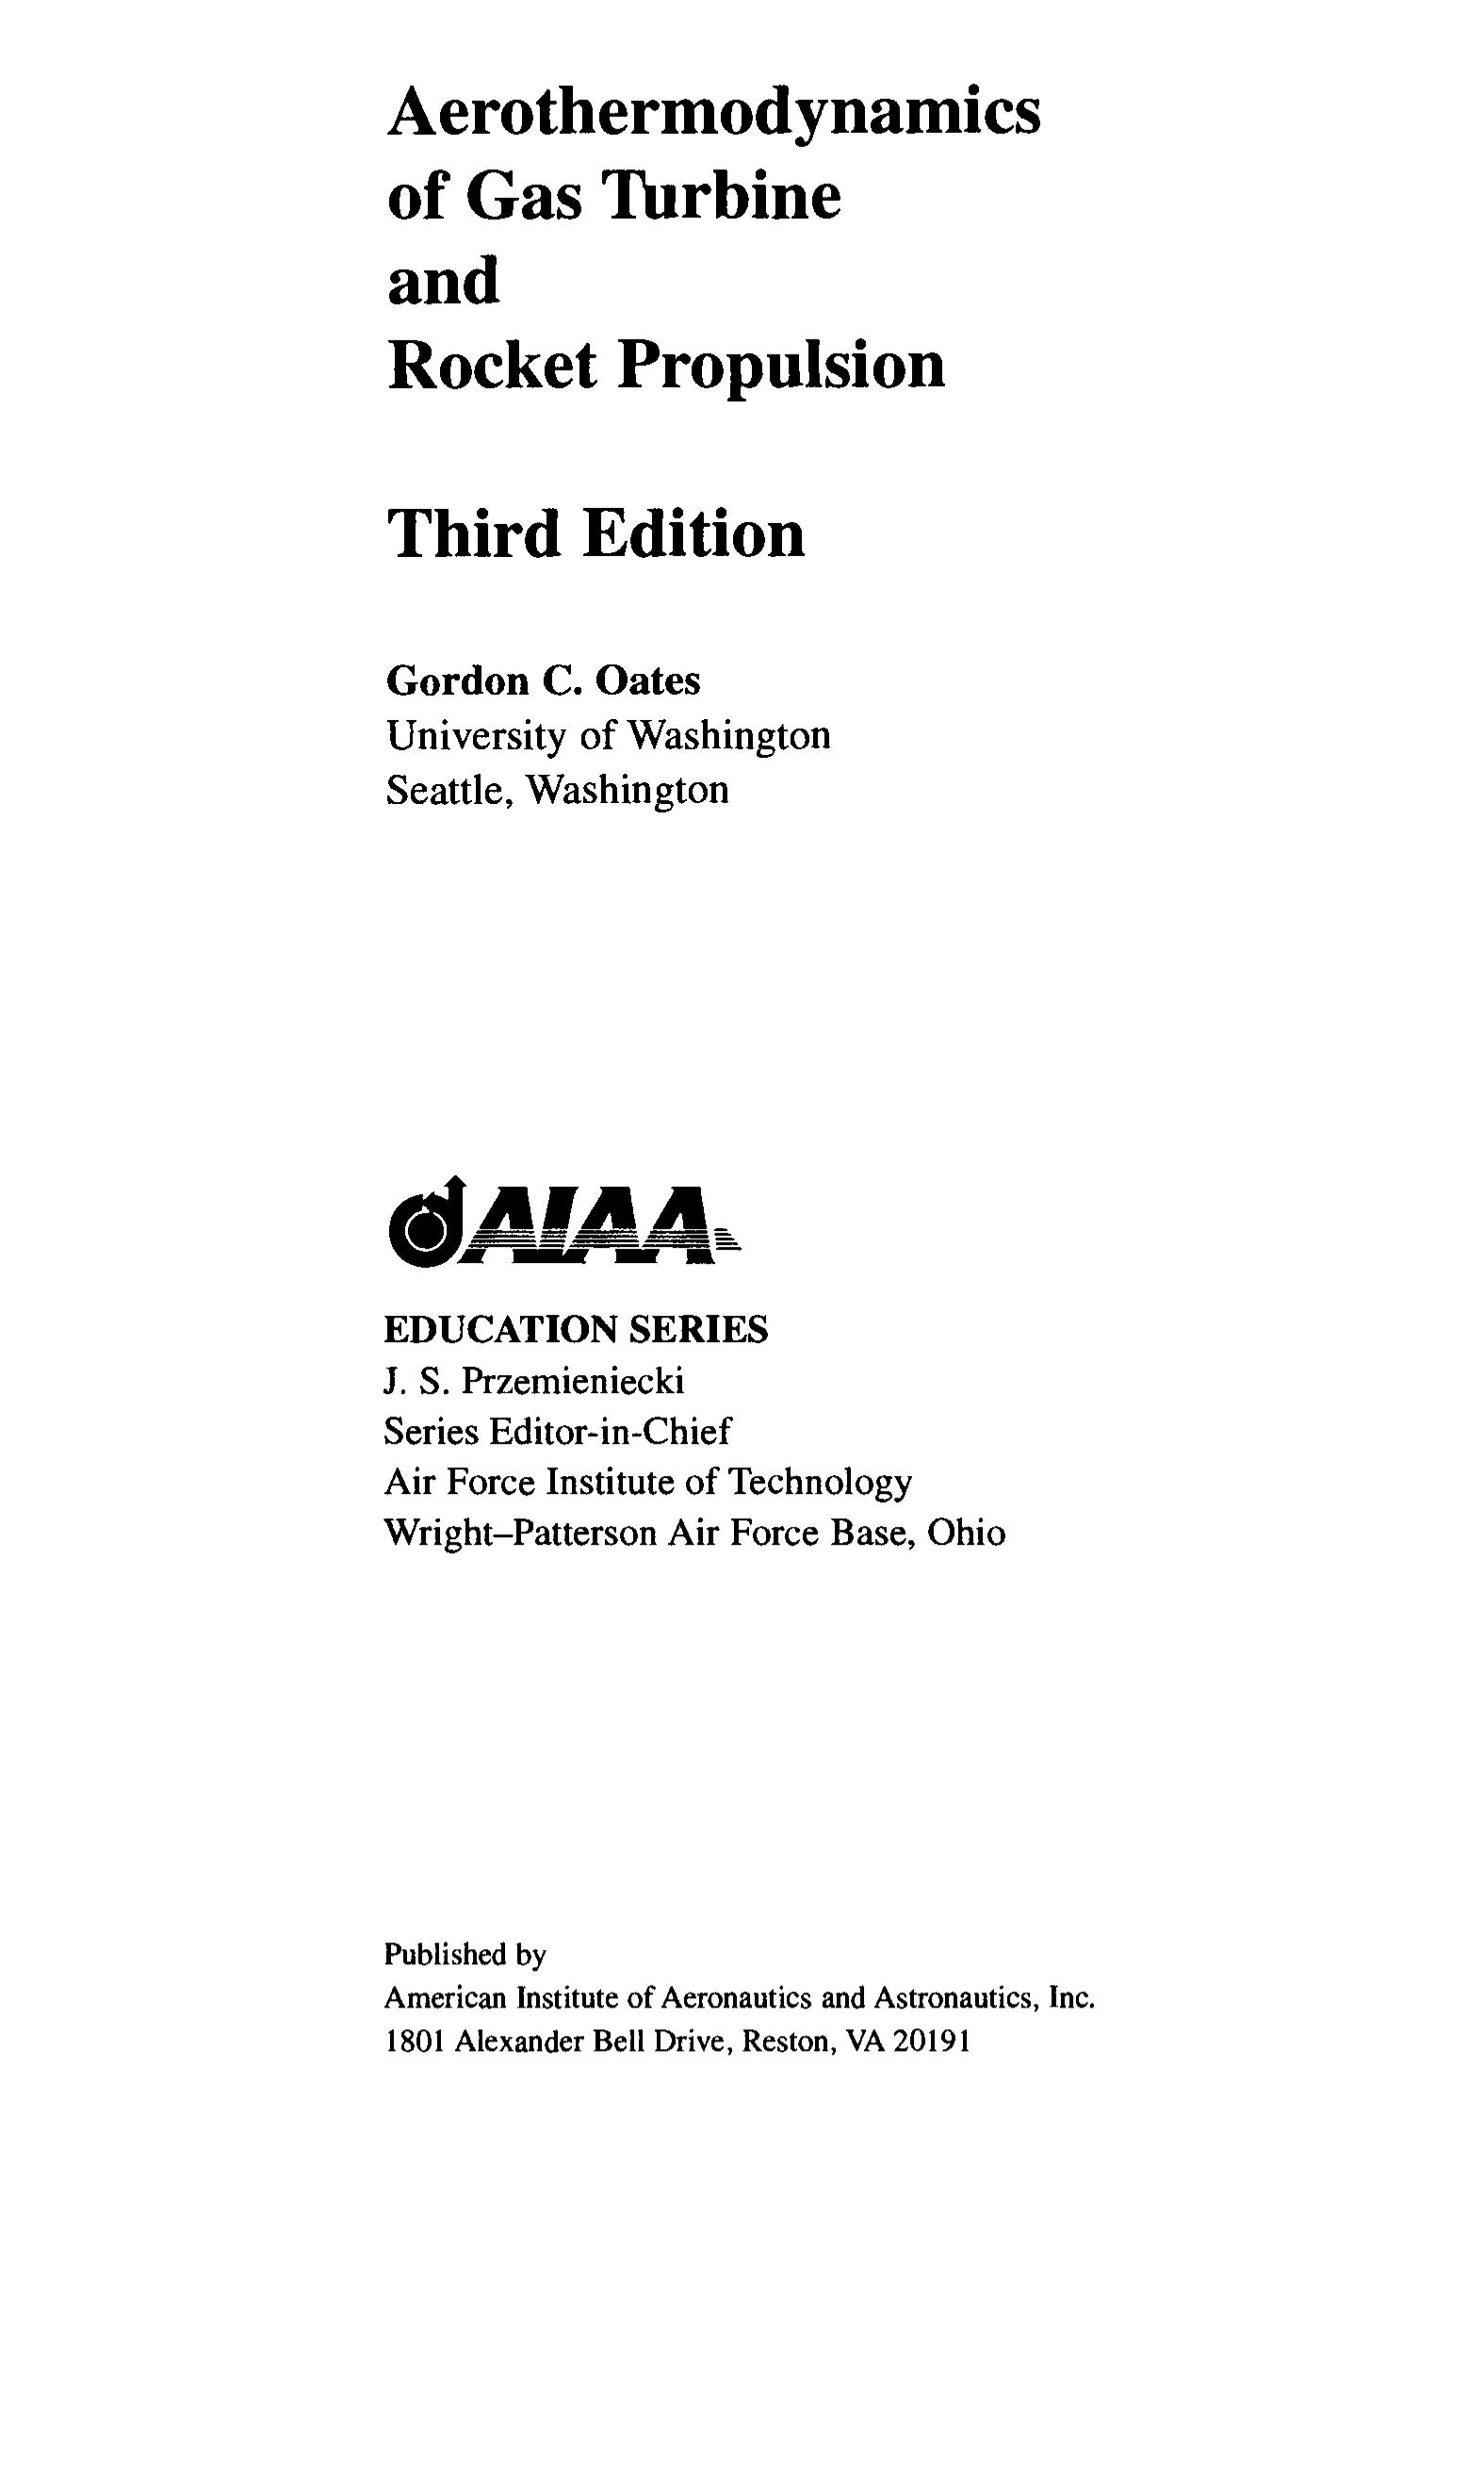 Aerothermodynamics
of Gas Turbine
and
Rocket Propulsion
Third Edition
Gordon C. Oates
University of Washington
Seattle, Washington
AIAA
EDUCATION SERIES
J. S. Przemieniecki
Series Editor-in-Chief
Air Force Institute of Technology
Wright–Patterson Air Force Base, Ohio
Published by
American Institute of Aeronautics and Astronautics, Inc.
1801 Alexander Bell Drive, Reston, VA 20191